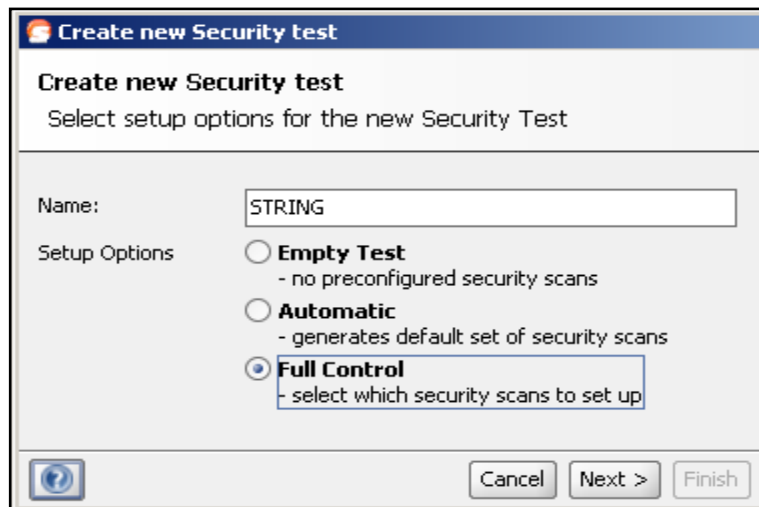 Create new Security test
Create new Security test
Select setup options for the new Security Test
Name: STRING
Setup Options Empty Test
- no preconfigured security scans
Automatic
- generates default set of security scans
Full Control
- select which security scans to set up
? Cancel Next > Finish